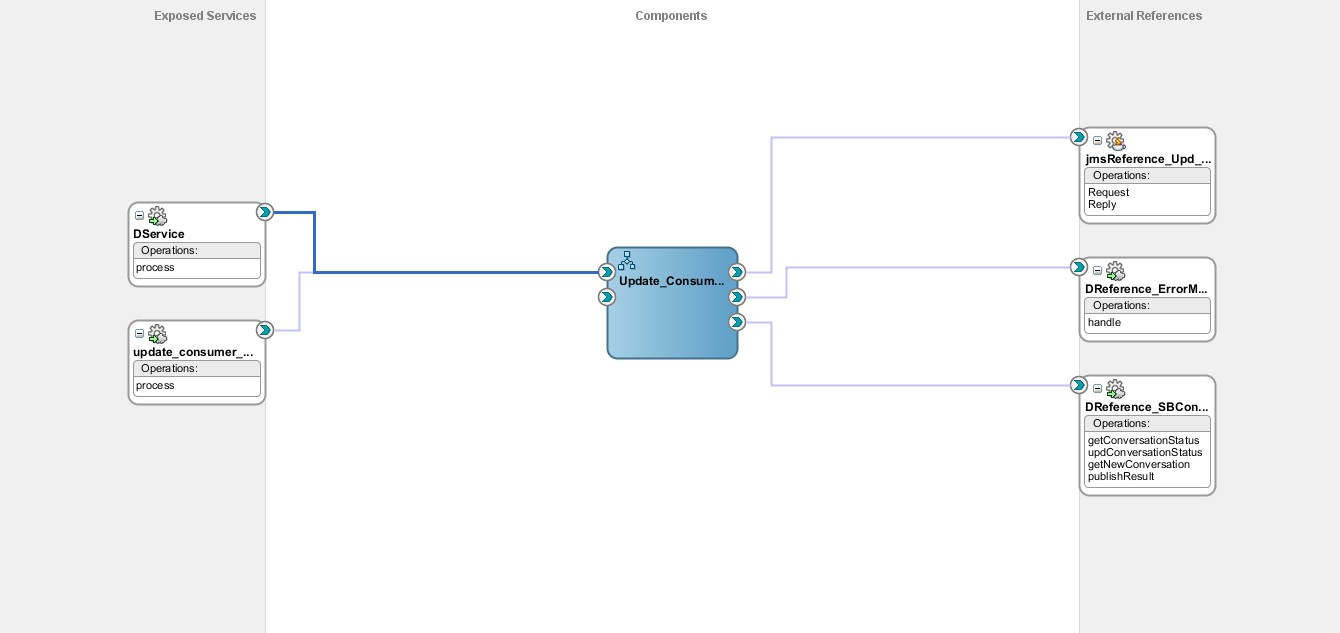 Exposed Services
Components
External References
DService
Operations:
process
update_consumer_...
Operations:
process
Update_Consum...
jmsReference_Upd_...
Operations:
Request
Reply
DReference_ErrorM...
Operations:
handle
DReference_SBCon...
Operations:
getConversationStatus
updConversationStatus
getNewConversation
publishResult